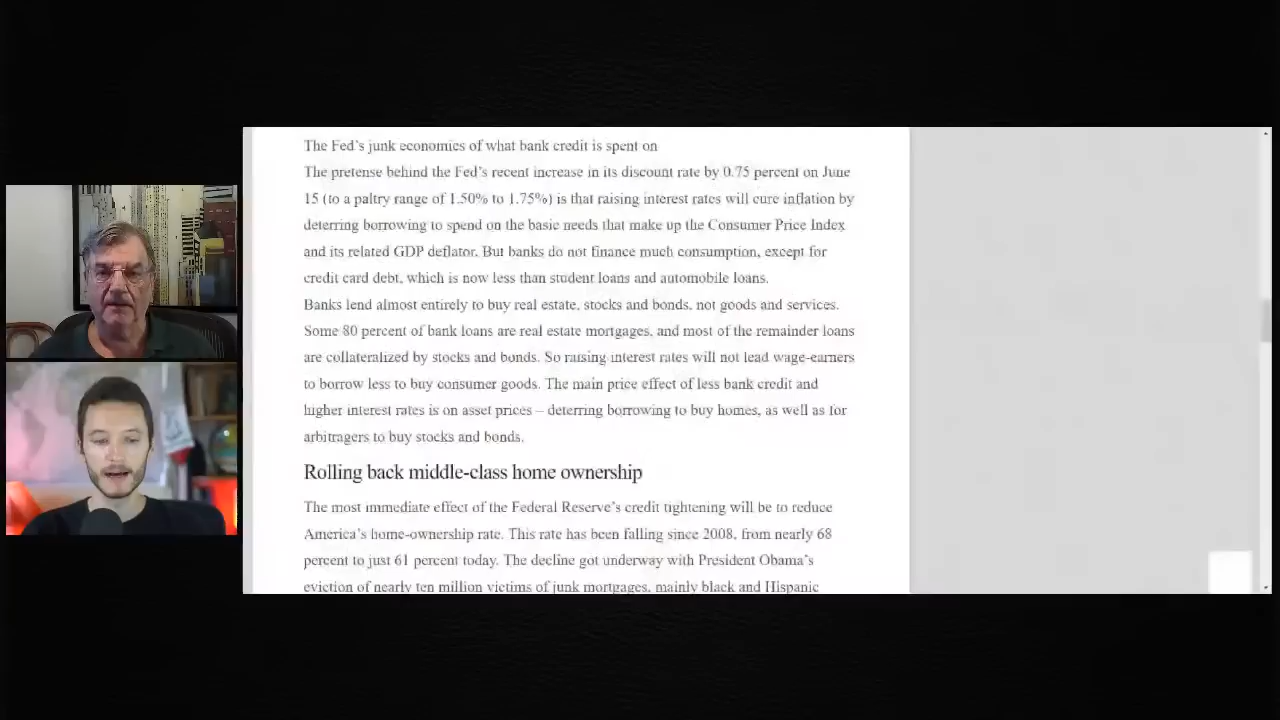 The Fed's junk economics of what bank credit is spent on
The pretense behind the Fed's recent increase in its discount rate by 0.75 percent on June
15 (to a paltry range of 1.50% to 1.75%) is that raising interest rates will cure inflation by
deterring borrowing to spend on the basic needs that make up the Consumer Price Index
and its related GDP deflator. But banks do not finance much consumption, except for
credit card debt, which is now less than student loans and automobile loans.
Banks lend almost entirely to buy real estate, stocks and bonds, not goods and services.
Some 80 percent of bank loans are real estate mortgages, and most of the remainder loans
are collateralized by stocks and bonds. So raising interest rates will not lead wage-earners
to borrow less to buy consumer goods. The main price effect of less bank credit and
higher interest rates is on asset prices – deterring borrowing to buy homes, as well as for
arbitragers to buy stocks and bonds.
Rolling back middle-class home ownership
The most immediate effect of the Federal Reserve's credit tightening will be to reduce
America's home-ownership rate. This rate has been falling since 2008, from nearly 68
percent to just 61 percent today. The decline got underway with President Obama's
eviction of nearly ten million victims of junk mortgages, mainly black and Hispanic